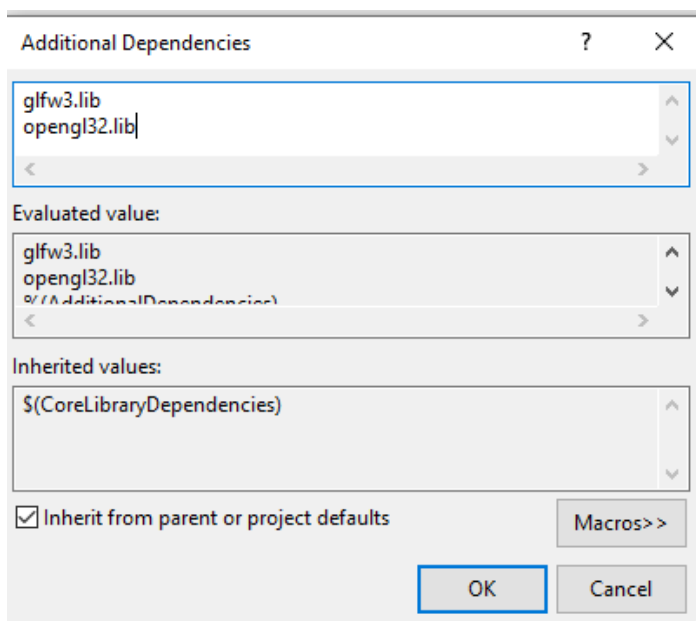 Additional Dependencies
?
glfw3.lib
opengl32.lib
Evaluated value:
glfw3.lib
opengl32.lib
%(AdditionalDependencies)
Inherited values:
$(CoreLibraryDependencies)
Inherit from parent or project defaults
Macros>>
OK
Cancel